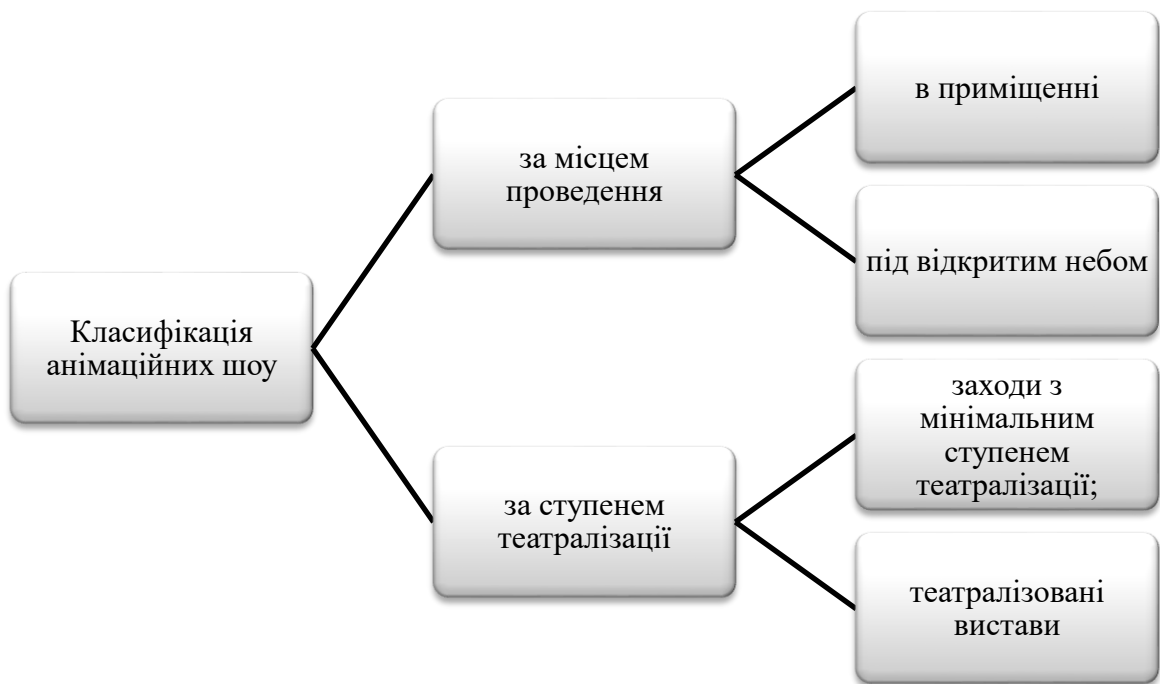 Класифікація
анімаційних шоу
за місцем
проведення
в приміщенні
під відкритим небом
за ступенем
театралізації
заходи з
мінімальним
ступенем
театралізації;
театралізовані
вистави